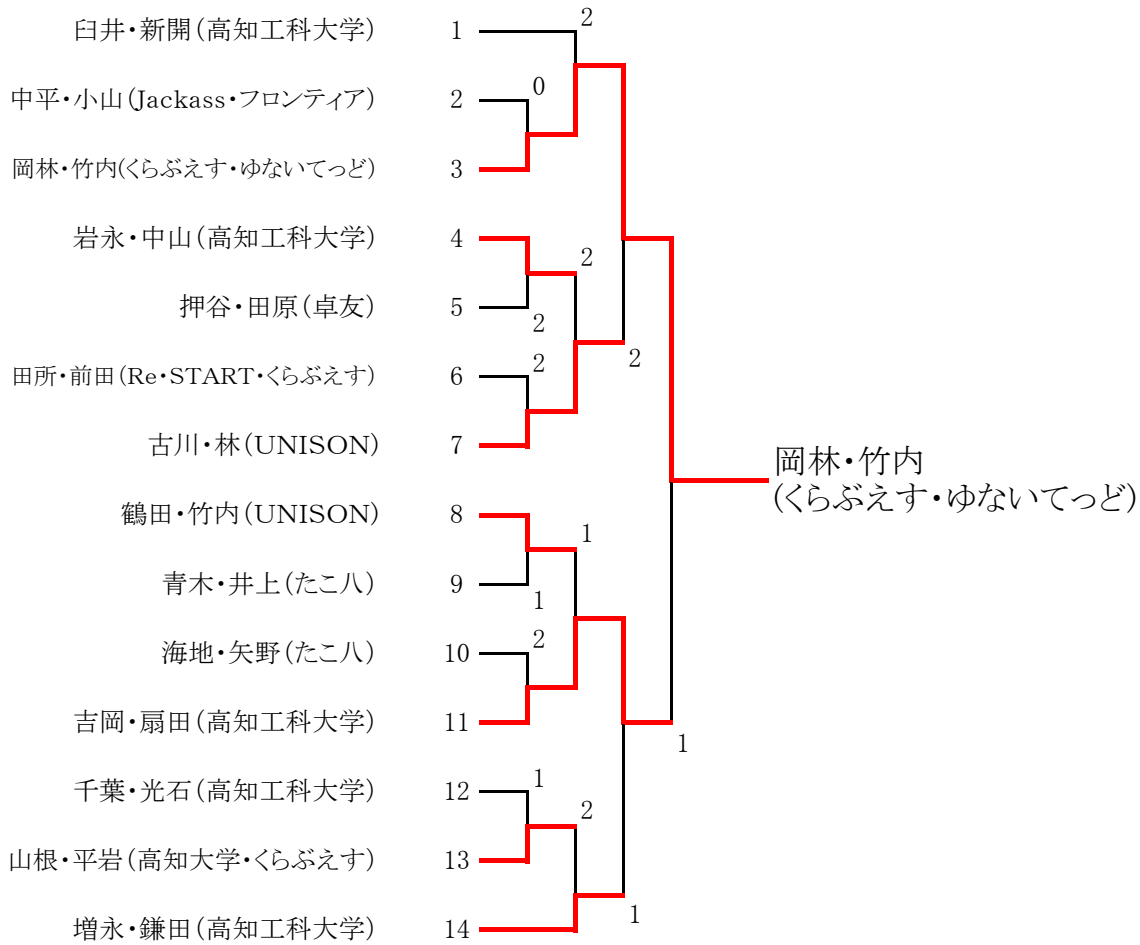 臼井・新開(高知工科大学) 1 2
中平・小山(Jackass・フロンティア) 2 0
岡林・竹内(くらぶえす・ゆないてっど) 3
岩永・中山(高知工科大学) 4 2
押谷・田原(卓友) 5 2
田所・前田(Re・START・くらぶえす) 6 2 2
古川・林(UNISON) 7
岡林・竹内
(くらぶえす・ゆないてっど)
鶴田・竹内(UNISON) 8 1
青木・井上(たこ八) 9 1
海地・矢野(たこ八) 10 2
吉岡・扇田(高知工科大学) 11 1
千葉・光石(高知工科大学) 12 1 2
山根・平岩(高知大学・くらぶえす) 13
増永・鎌田(高知工科大学) 14 1